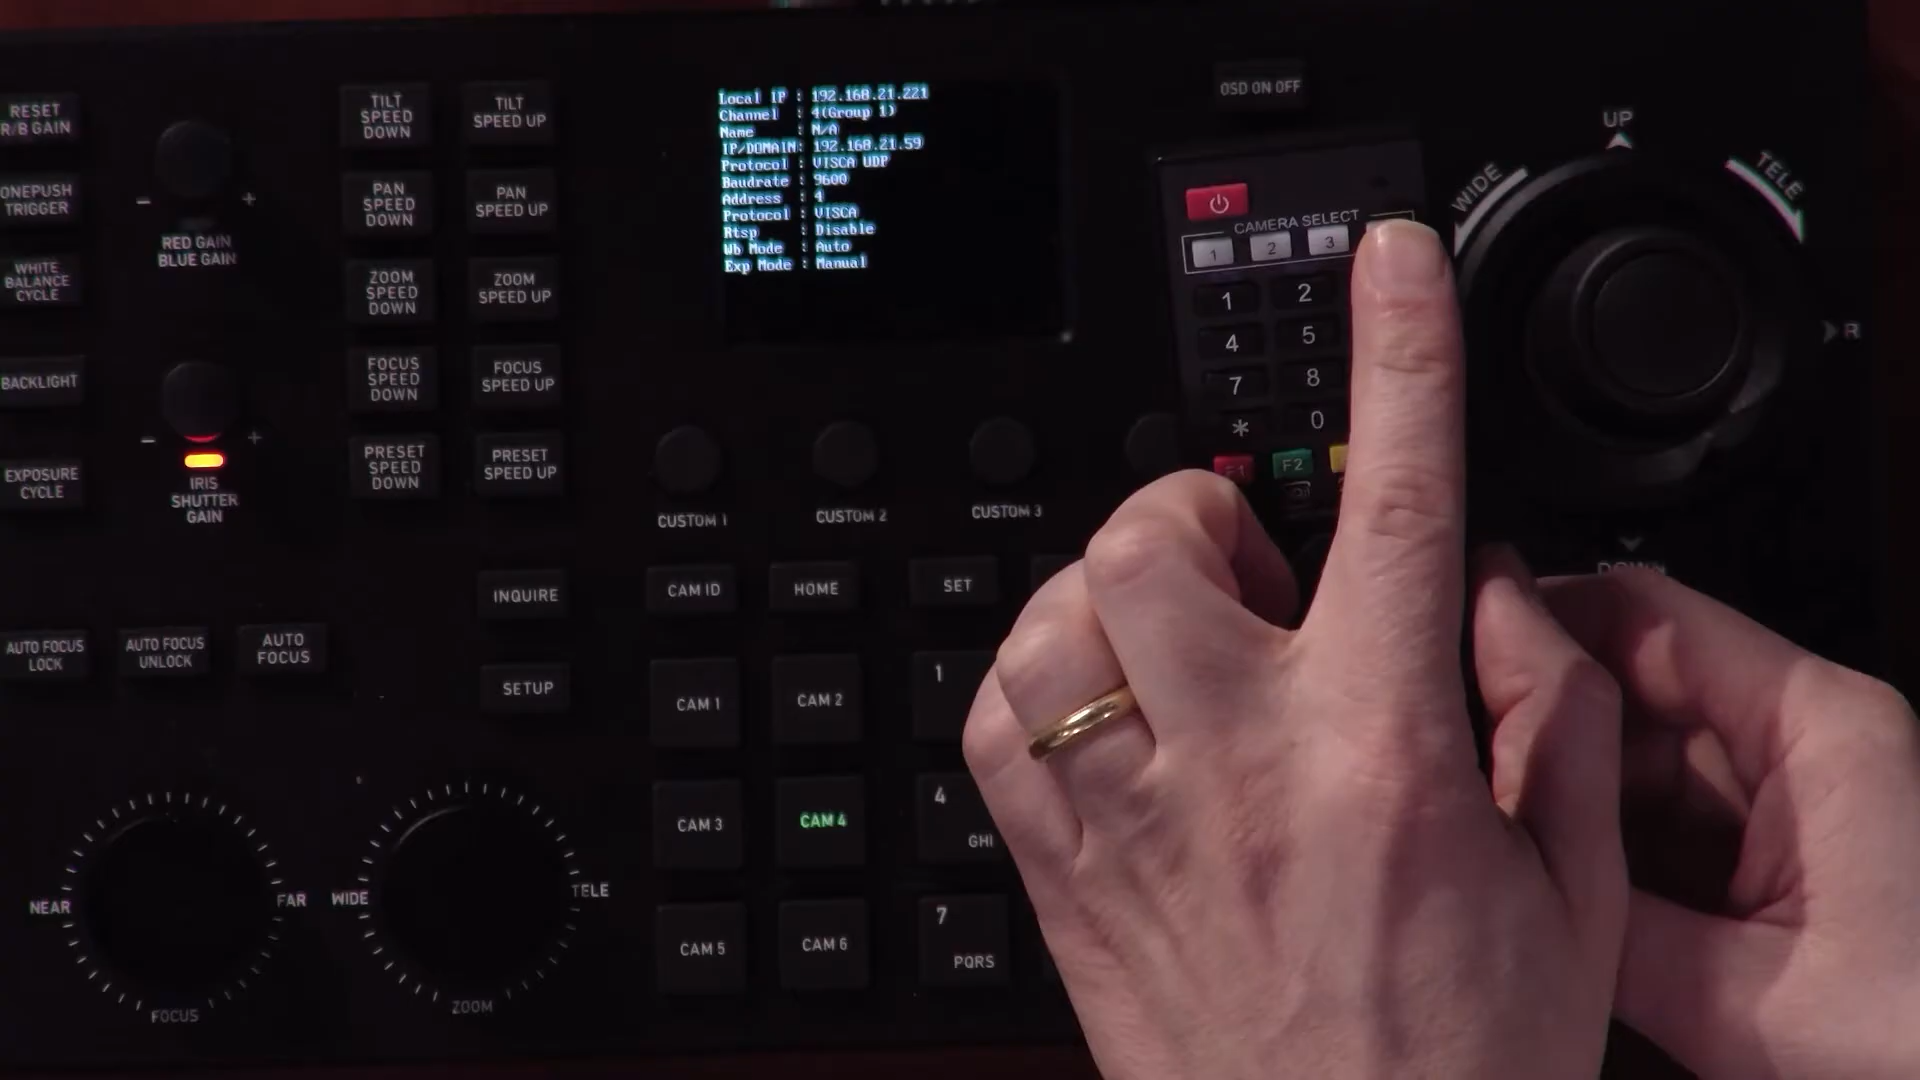 RESET
R/B GAIN
ONEPUSH
TRIGGER
WHITE
BALANCE
CYCLE
BACKLIGHT
EXPOSURE
CYCLE
- +
RED GAIN
BLUE GAIN
- +
IRIS
SHUTTER
GAIN
TILT
SPEED
DOWN
TILT
SPEED UP
PAN
SPEED
DOWN
PAN
SPEED UP
ZOOM
SPEED
DOWN
ZOOM
SPEED UP
FOCUS
SPEED
DOWN
FOCUS
SPEED UP
PRESET
SPEED
DOWN
PRESET
SPEED UP
Local IP : 192.168.21.221
Channel : 4(Group 1)
Name : N/A
IP/DOMAIN: 192.168.21.59
Protocol : VISCA UDP
Baudrate : 9600
Address : 4
Protocol : VISCA
Rtsp : Disable
Wb Mode : Auto
Exp Mode : Manual
OSD ON OFF
CAMERA SELECT
1 2 3
1 2
4 5
7 8
* 0
F1 F2
UP
WIDE
TELE
R
DOWN
CUSTOM 1
CUSTOM 2
CUSTOM 3
INQUIRE
SETUP
CAM ID
HOME
SET
AUTO FOCUS
LOCK
AUTO FOCUS
UNLOCK
AUTO
FOCUS
CAM 1
CAM 2
1
CAM 3
CAM 4
4
GHI
CAM 5
CAM 6
7
PQRS
NEAR
FAR
FOCUS
WIDE
TELE
ZOOM